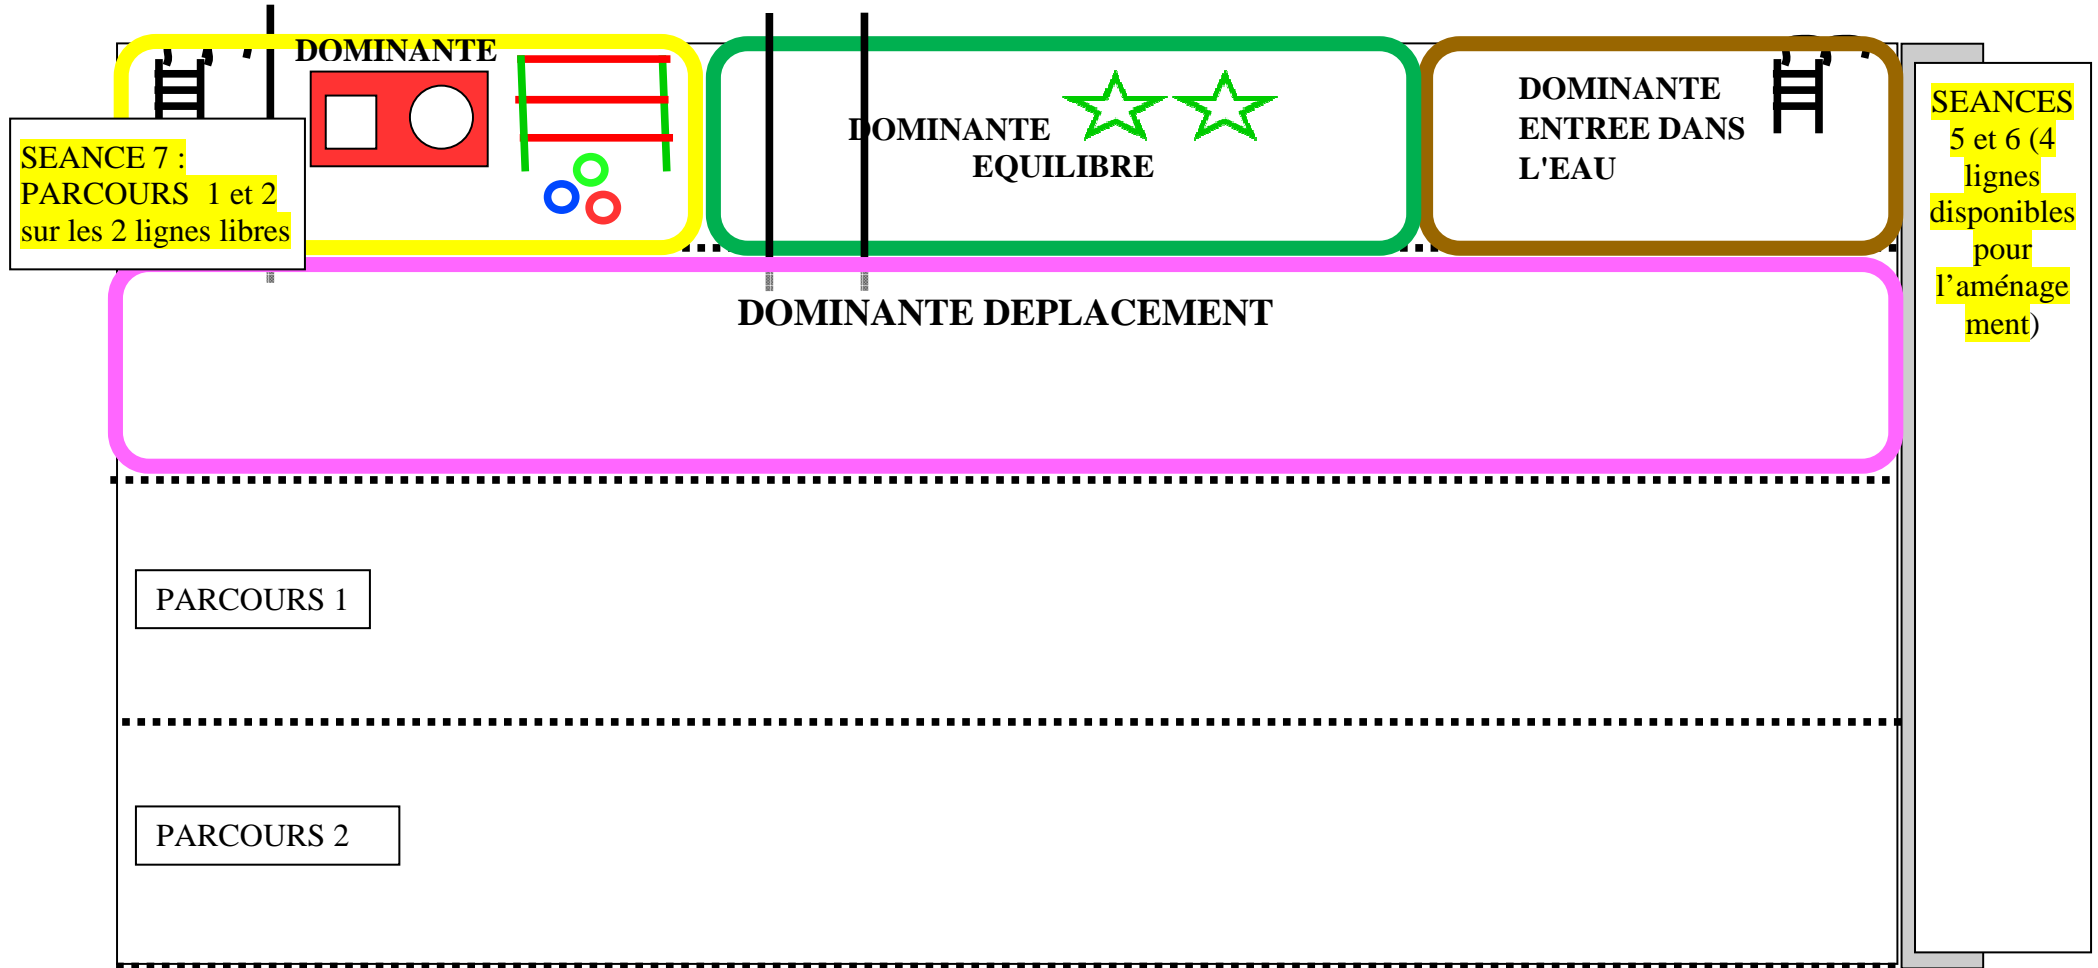 DOMINANTE
SEANCE 7 :
PARCOURS 1 et 2
sur les 2 lignes libres
DOMINANTE
EQUILIBRE
DOMINANTE
ENTREE DANS
L'EAU
SEANCES
5 et 6 (4
lignes
disponibles
pour
l’aménage
ment)
DOMINANTE DEPLACEMENT
PARCOURS 1
PARCOURS 2